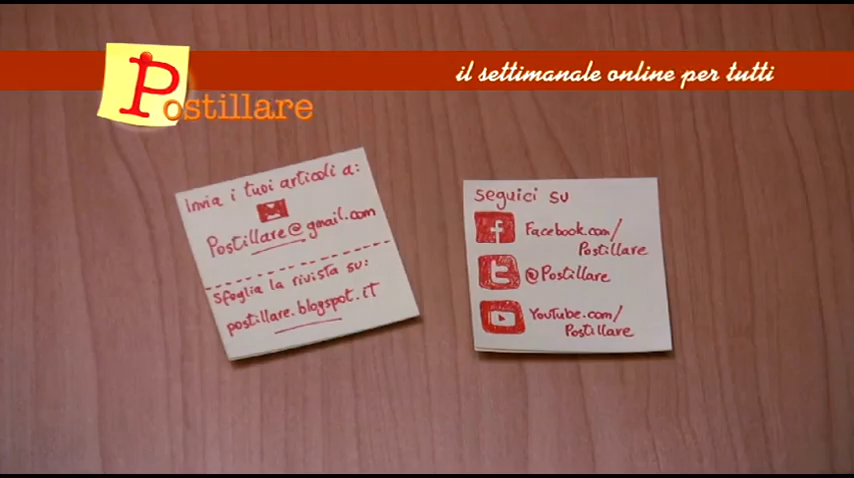 Postillare
il settimanale online per tutti
Invia i tuoi articoli a:
Postillare@gmail.com
Sfoglia la rivista su:
postillare.blogspot.it
seguici su
Facebook.com/
Postillare
@Postillare
YouTube.com/
Postillare